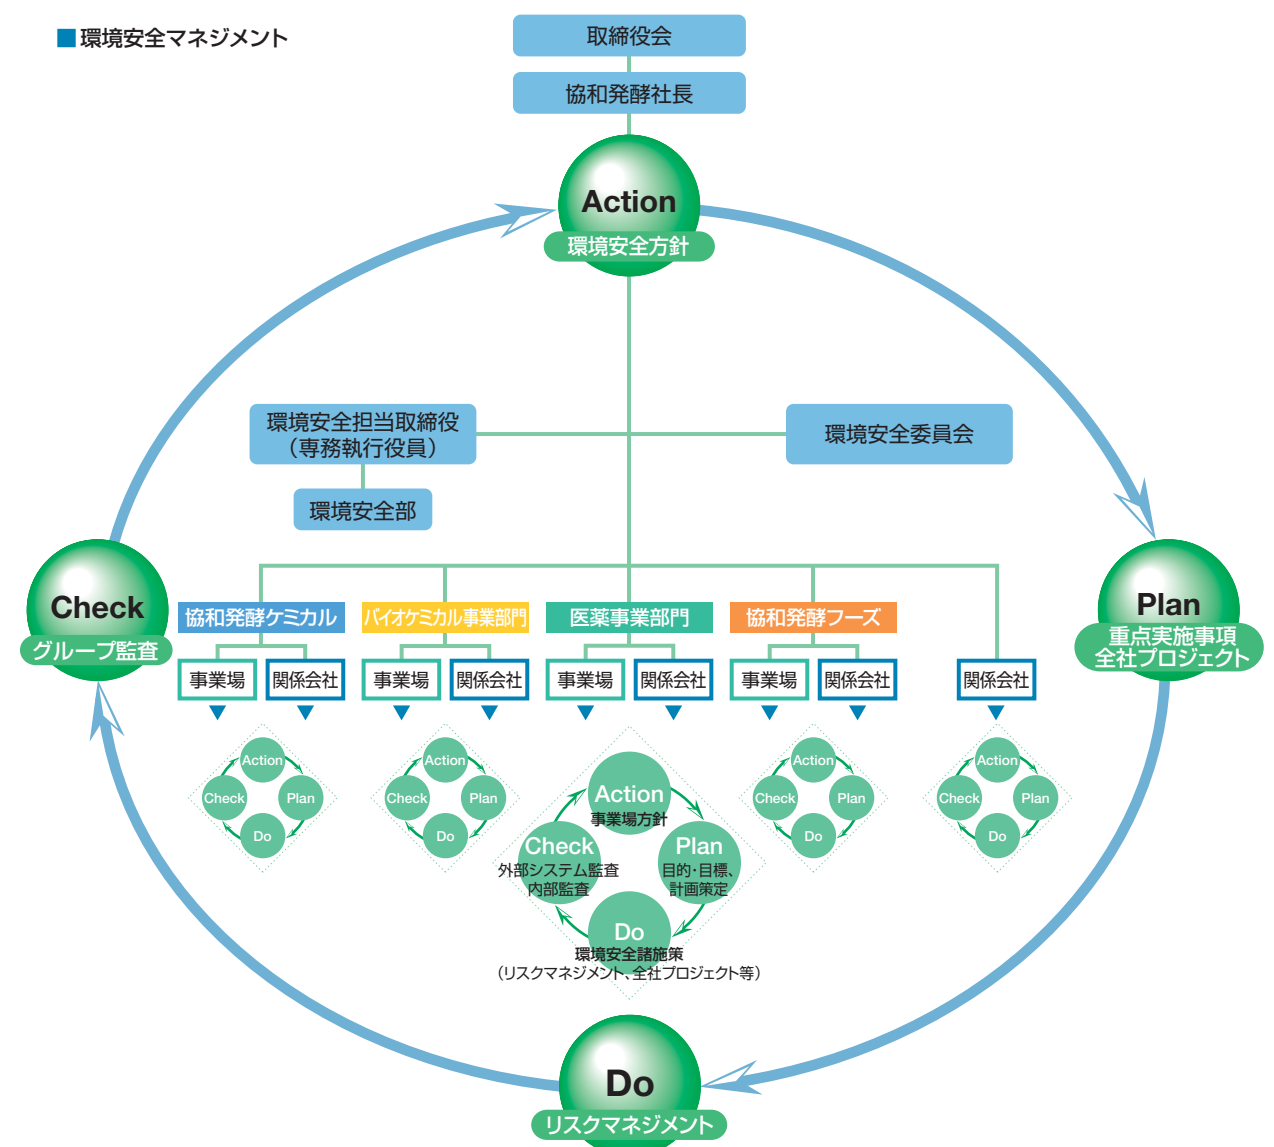 ■環境安全マネジメント
取締役会
協和発酵社長
Action
環境安全方針
環境安全担当取締役
（専務執行役員）
環境安全委員会
環境安全部
Check
グループ監査
Plan
重点実施事項
全社プロジェクト
協和発酵ケミカル
バイオケミカル事業部門
医薬事業部門
協和発酵フーズ
事業場
関係会社
事業場
関係会社
事業場
関係会社
事業場
関係会社
関係会社
Action
Check
Plan
Do
Action
Check
Plan
Do
Action
事業場方針
Check
外部システム監査
内部監査
Plan
目的・目標、
計画策定
Do
環境安全諸施策
（リスクマネジメント、全社プロジェクト等）
Action
Check
Plan
Do
Action
Check
Plan
Do
Do
リスクマネジメント